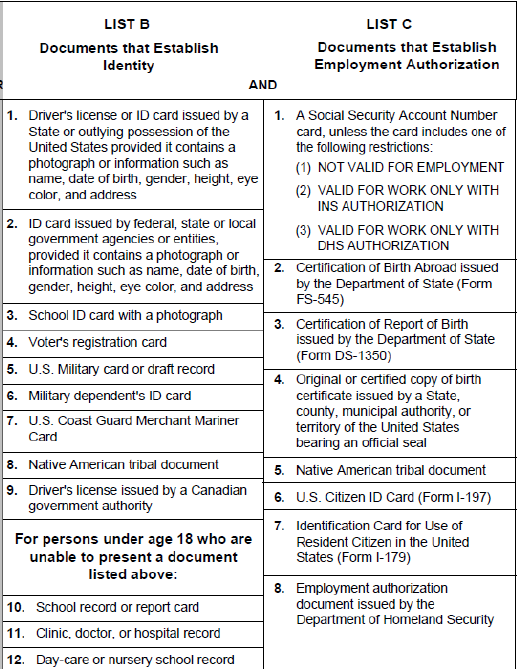 LIST B
Documents that Establish
Identity
AND
1. Driver's license or ID card issued by a
State or outlying possession of the
United States provided it contains a
photograph or information such as
name, date of birth, gender, height, eye
color, and address
2. ID card issued by federal, state or local
government agencies or entities,
provided it contains a photograph or
information such as name, date of birth,
gender, height, eye color, and address
3. School ID card with a photograph
4. Voter's registration card
5. U.S. Military card or draft record
6. Military dependent's ID card
7. U.S. Coast Guard Merchant Mariner
Card
8. Native American tribal document
9. Driver's license issued by a Canadian
government authority
For persons under age 18 who are
unable to present a document
listed above:
10. School record or report card
11. Clinic, doctor, or hospital record
12. Day-care or nursery school record
LIST C
Documents that Establish
Employment Authorization
1. A Social Security Account Number
card, unless the card includes one of
the following restrictions:
(1) NOT VALID FOR EMPLOYMENT
(2) VALID FOR WORK ONLY WITH
INS AUTHORIZATION
(3) VALID FOR WORK ONLY WITH
DHS AUTHORIZATION
2. Certification of Birth Abroad issued
by the Department of State (Form
FS-545)
3. Certification of Report of Birth
issued by the Department of State
(Form DS-1350)
4. Original or certified copy of birth
certificate issued by a State,
county, municipal authority, or
territory of the United States
bearing an official seal
5. Native American tribal document
6. U.S. Citizen ID Card (Form I-197)
7. Identification Card for Use of
Resident Citizen in the United
States (Form I-179)
8. Employment authorization
document issued by the
Department of Homeland Security